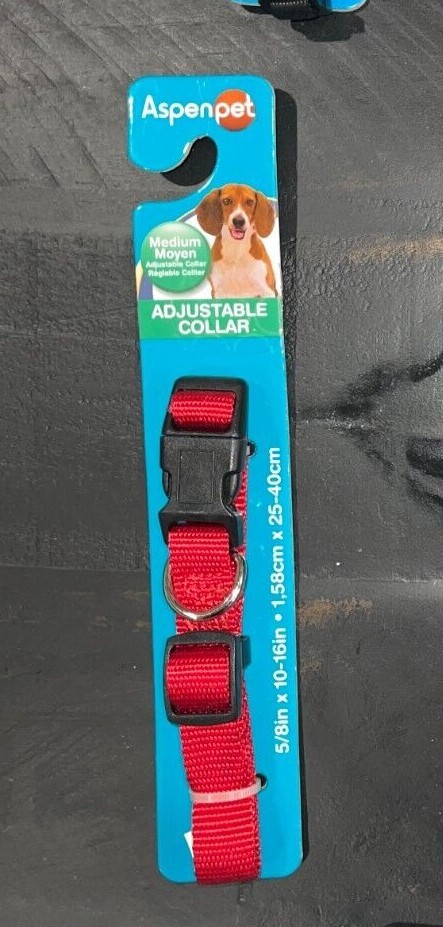 Aspenpet
Medium
Moyen
Adjustable Collar
Réglable Collier
ADJUSTABLE
COLLAR
5/8in x 10-16in • 1,58cm x 25-40cm